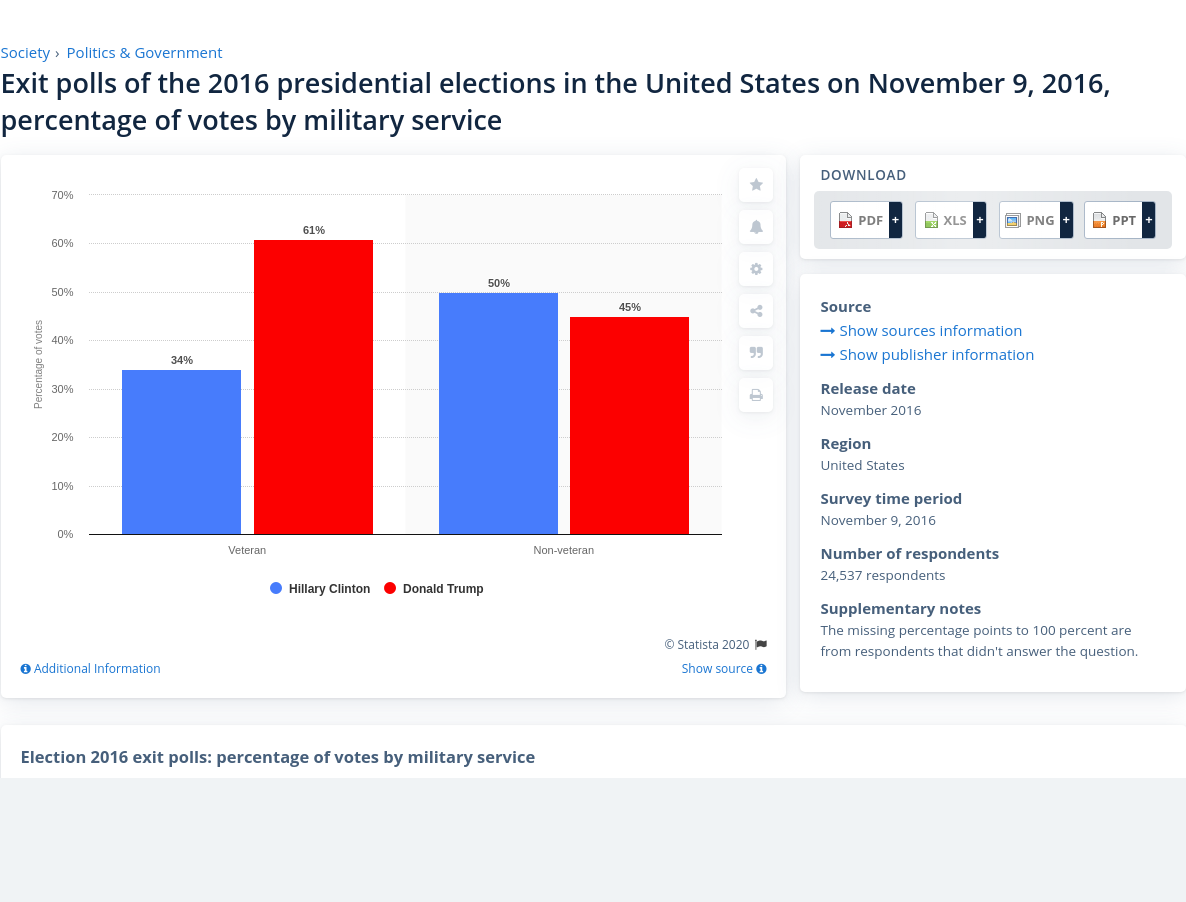 Society › Politics & Government
Exit polls of the 2016 presidential elections in the United States on November 9, 2016,
percentage of votes by military service
70%
60%
50%
40%
30%
20%
10%
0%
Percentage of votes
34%
61%
50%
45%
Veteran
Non-veteran
Hillary Clinton
Donald Trump
© Statista 2020
Additional Information
Show source
DOWNLOAD
PDF +
XLS +
PNG +
PPT +
Source
Show sources information
Show publisher information
Release date
November 2016
Region
United States
Survey time period
November 9, 2016
Number of respondents
24,537 respondents
Supplementary notes
The missing percentage points to 100 percent are
from respondents that didn't answer the question.
Election 2016 exit polls: percentage of votes by military service